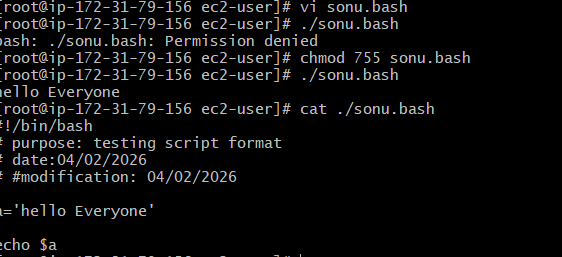 [root@ip-172-31-79-156 ec2-user]# vi sonu.bash
[root@ip-172-31-79-156 ec2-user]# ./sonu.bash
bash: ./sonu.bash: Permission denied
[root@ip-172-31-79-156 ec2-user]# chmod 755 sonu.bash
[root@ip-172-31-79-156 ec2-user]# ./sonu.bash
hello Everyone
[root@ip-172-31-79-156 ec2-user]# cat ./sonu.bash
#!/bin/bash
# purpose: testing script format
# date:04/02/2026
# #modification: 04/02/2026
a='hello Everyone'
echo $a